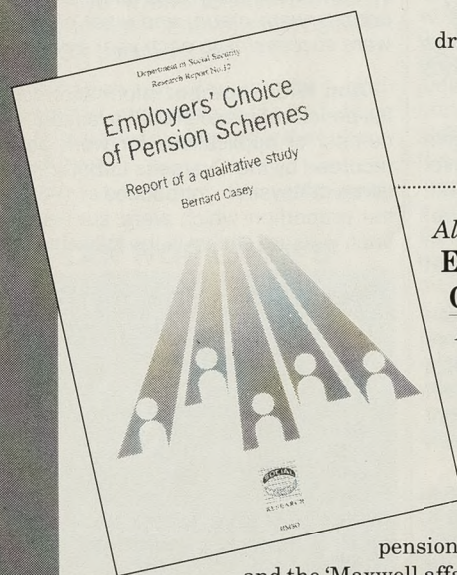 Department of Social Security
Research Report No.17
Employers' Choice
of Pension Schemes
Report of a qualitative study
Bernard Casey
SOCIAL
RESEARCH
HMSO
dr
Al
E
pension
and the 'Maxwell affa